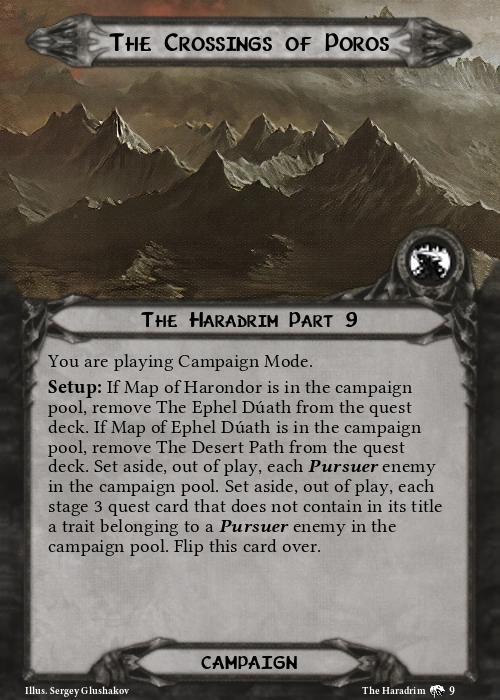 The Crossings of Poros
The Haradrim Part 9
You are playing Campaign Mode.
Setup: If Map of Harondor is in the campaign
pool, remove The Ephel Dúath from the quest
deck. If Map of Ephel Dúath is in the campaign
pool, remove The Desert Path from the quest
deck. Set aside, out of play, each Pursuer enemy
in the campaign pool. Set aside, out of play, each
stage 3 quest card that does not contain in its title
a trait belonging to a Pursuer enemy in the
campaign pool. Flip this card over.
CAMPAIGN
Illus. Sergey Glushakov
The Haradrim 9